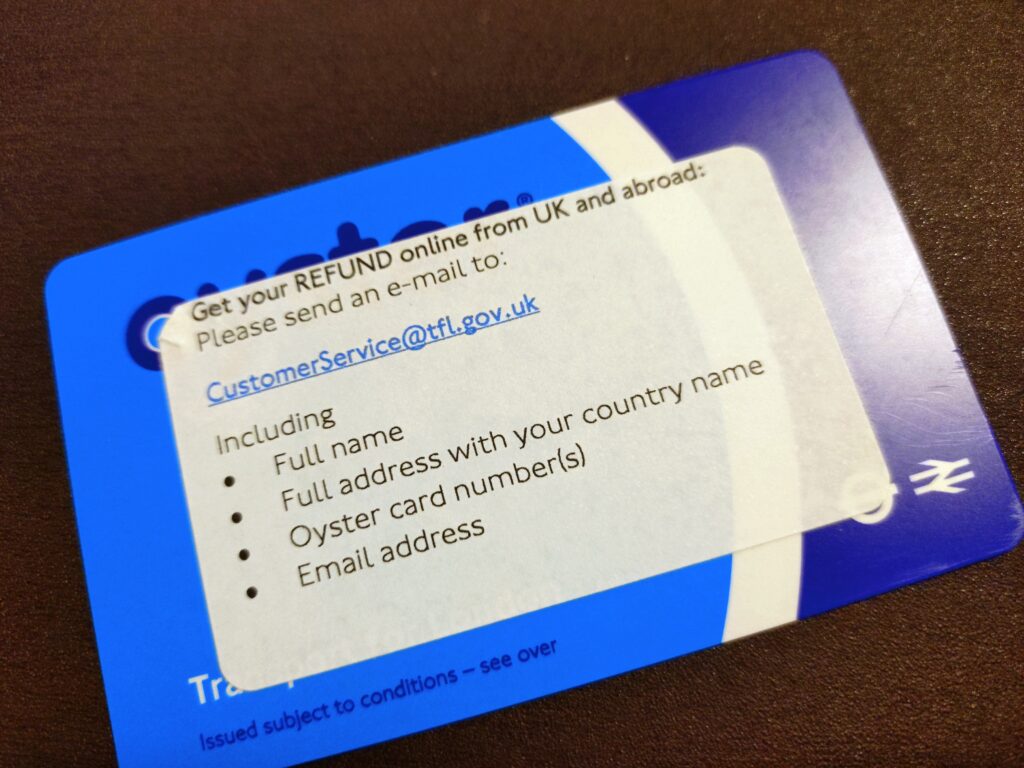 Oyster®
Get your REFUND online from UK and abroad:
Please send an e-mail to:
CustomerService@tfl.gov.uk
Including
• Full name
• Full address with your country name
• Oyster card number(s)
• Email address
Issued subject to conditions – see over